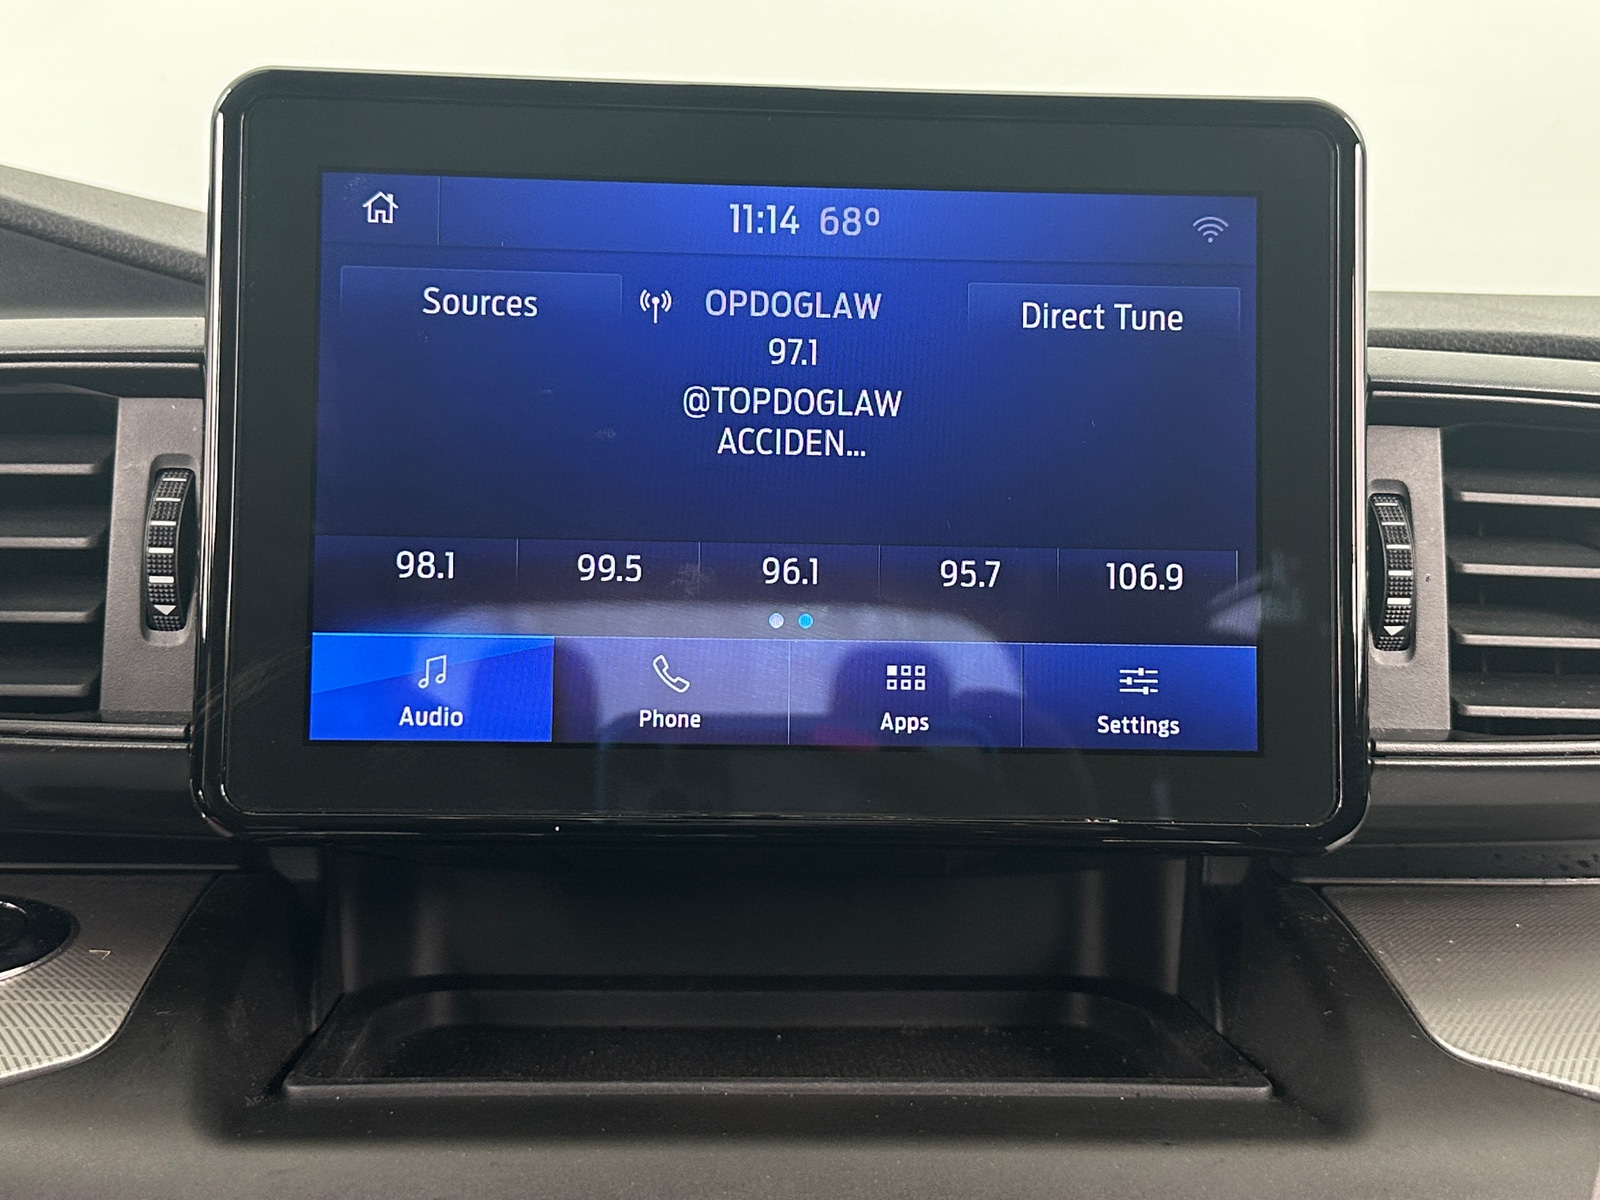 11:14 68°
Sources
OPDOGLAW
Direct Tune
97.1
@TOPDOGLAW
ACCIDEN...
98.1 99.5 96.1 95.7 106.9
Audio Phone Apps Settings